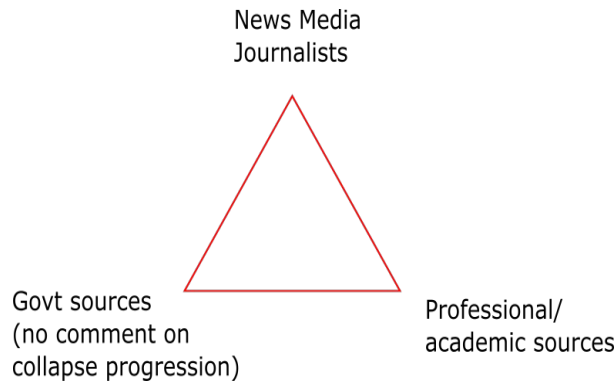 News Media
Journalists
Govt sources
(no comment on
collapse progression)
Professional/
academic sources